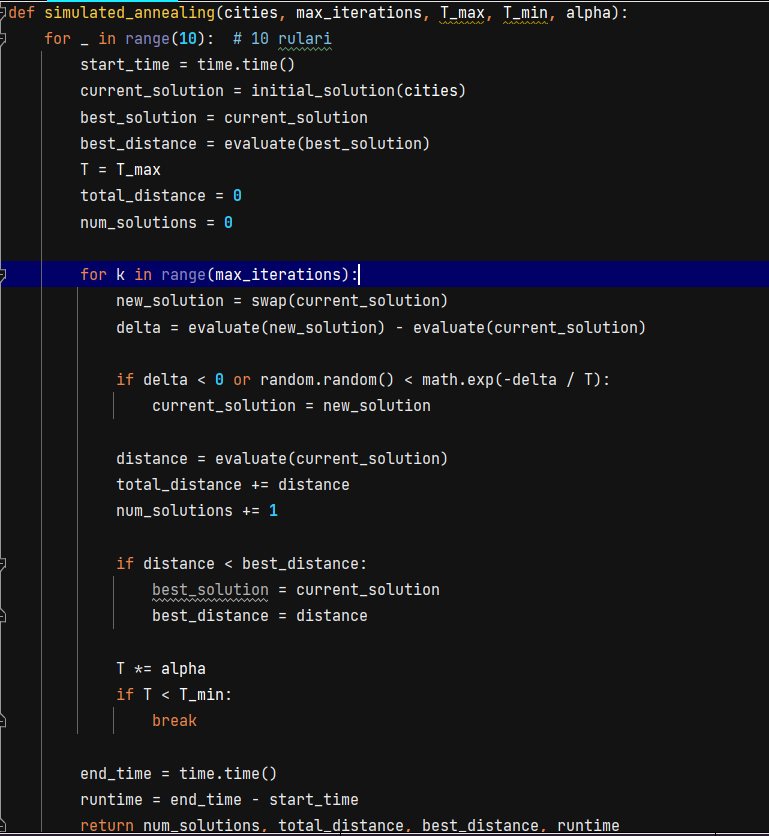 def simulated_annealing(cities, max_iterations, T_max, T_min, alpha):
    for _ in range(10):  # 10 rulari
        start_time = time.time()
        current_solution = initial_solution(cities)
        best_solution = current_solution
        best_distance = evaluate(best_solution)
        T = T_max
        total_distance = 0
        num_solutions = 0

        for k in range(max_iterations):
            new_solution = swap(current_solution)
            delta = evaluate(new_solution) - evaluate(current_solution)

            if delta < 0 or random.random() < math.exp(-delta / T):
                current_solution = new_solution

            distance = evaluate(current_solution)
            total_distance += distance
            num_solutions += 1

            if distance < best_distance:
                best_solution = current_solution
                best_distance = distance

            T *= alpha
            if T < T_min:
                break

        end_time = time.time()
        runtime = end_time - start_time
        return num_solutions, total_distance, best_distance, runtime